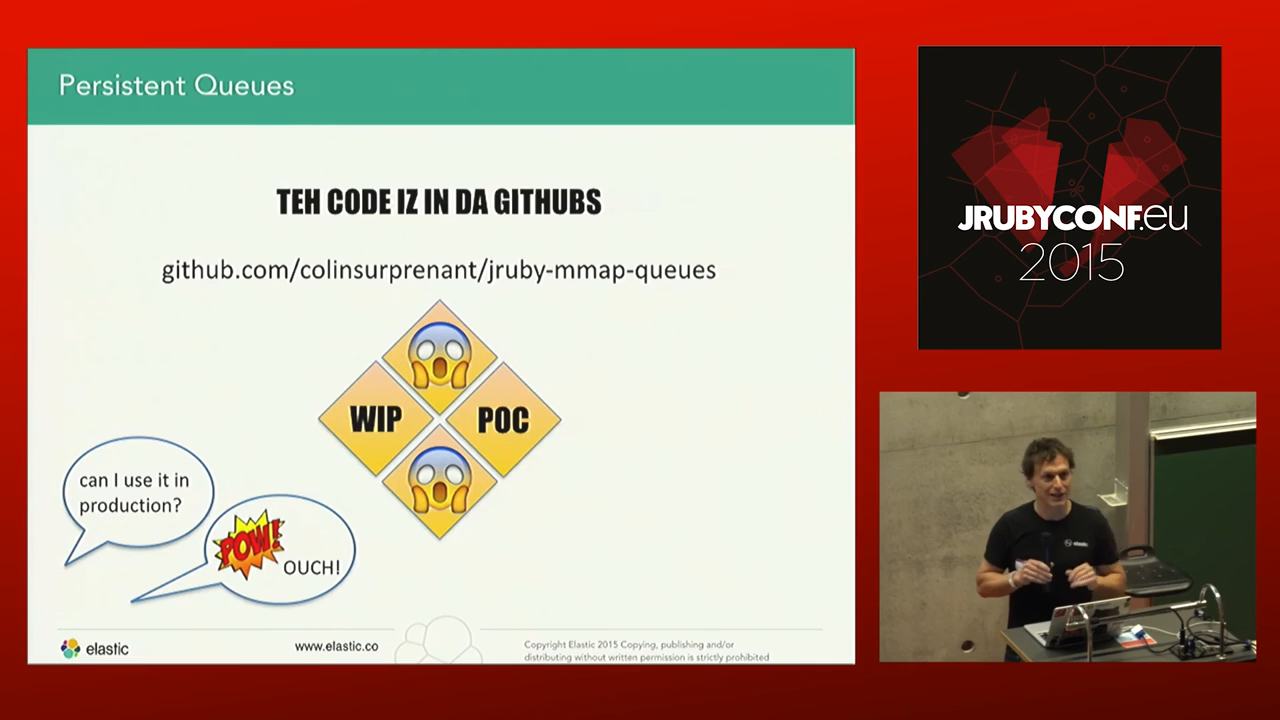 Persistent Queues
TEH CODE IZ IN DA GITHUBS
github.com/colinsurprenant/jruby-mmap-queues
WIP
POC
can I use it in
production?
POW!
OUCH!
elastic
www.elastic.co
Copyright Elastic 2015 Copying, publishing and/or
distributing without written permission is strictly prohibited
JRUBYCONF.eu
2015
elastic